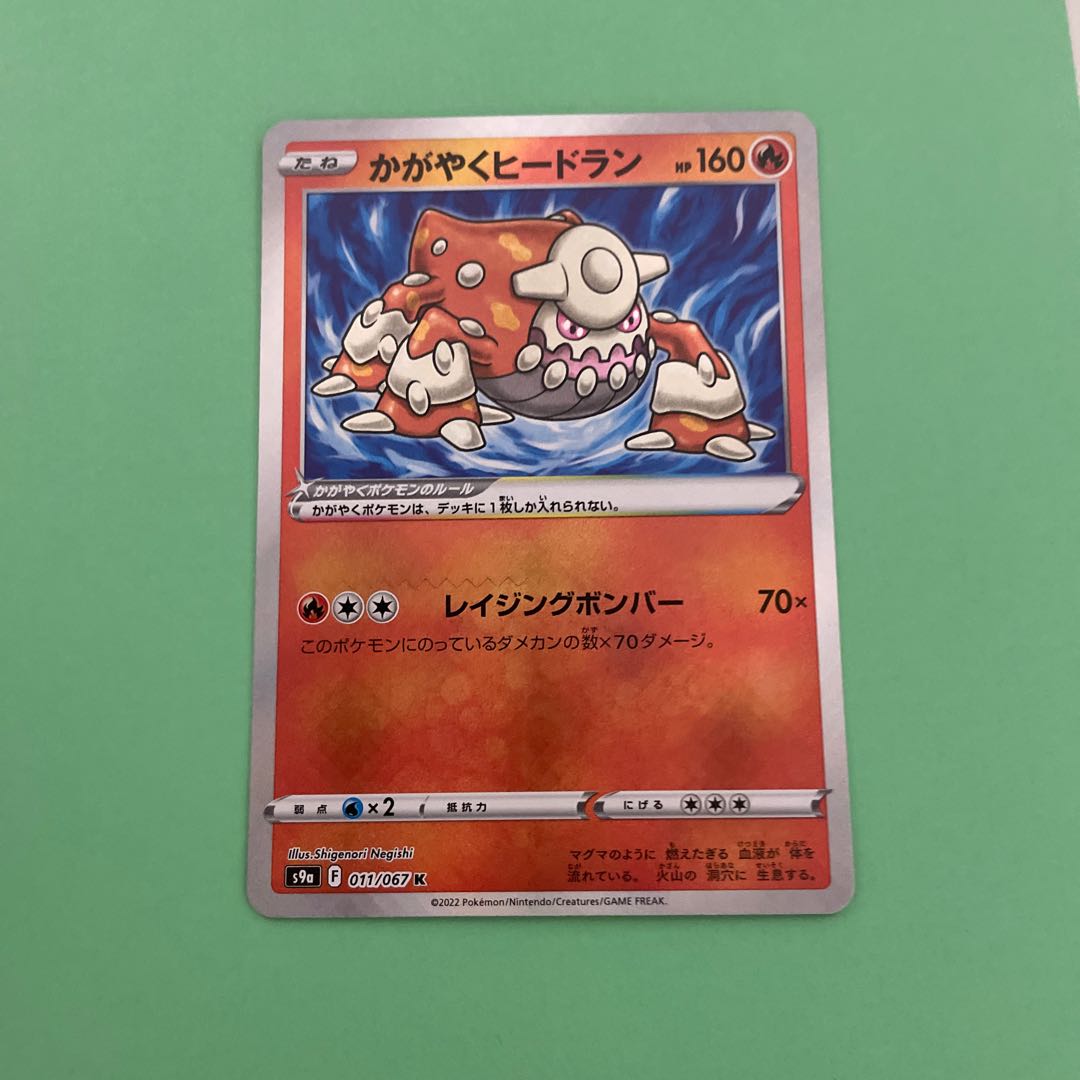 たね かがやくヒードラン HP160
かがやくポケモンのルール
かがやくポケモンは、デッキに1枚しか入れられない。
レイジングボンバー 70×
このポケモンにのっているダメカンの数×70ダメージ。
弱点 ×2 抵抗力 にげる
Illus.Shigenori Negishi
マグマのように 燃えたぎる 血液が 体を
流れている。 火山の 洞穴に 生息する。
s9a F 011/067 K
©2022 Pokémon/Nintendo/Creatures/GAME FREAK.